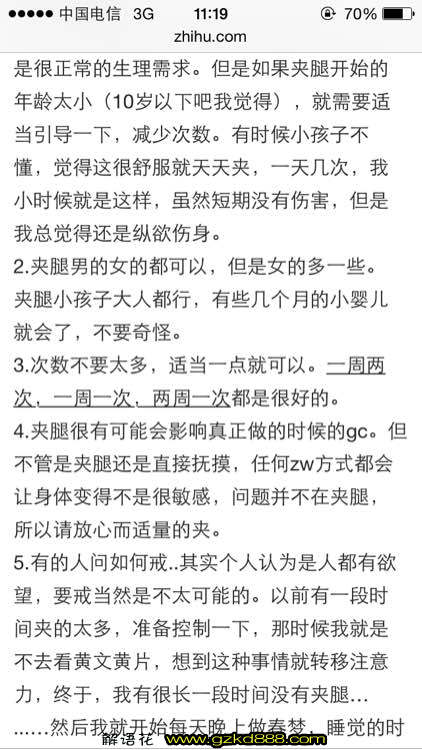 中国电信 3G 11:19 70%
zhihu.com
是很正常的生理需求。但是如果夹腿开始的
年龄太小（10岁以下吧我觉得），就需要适
当引导一下，减少次数。有时候小孩子不
懂，觉得这很舒服就天天夹，一天几次，我
小时候就是这样，虽然短期没有伤害，但是
我总觉得还是纵欲伤身。
2.夹腿男的女的都可以，但是女的多一些。
夹腿小孩子大人都行，有些几个月的小婴儿
就会了，不要奇怪。
3.次数不要太多，适当一点就可以。一周两
次，一周一次，两周一次都是很好的。
4.夹腿很有可能会影响真正做的时候的gc。但
不管是夹腿还是直接抚摸，任何zw方式都会
让身体变得不是很敏感，问题并不在夹腿，
所以请放心而适量的夹。
5.有的人问如何戒..其实个人认为是人都有欲
望，要戒当然是不太可能的。以前有一段时
间夹的太多，准备控制一下，那时候我就是
不去看黄文黄片，想到这种事情就转移注意
力，终于，我有很长一段时间没有夹腿...
......然后我就开始每天晚上做春梦，睡觉的时
解语花 www.gzkd888.com